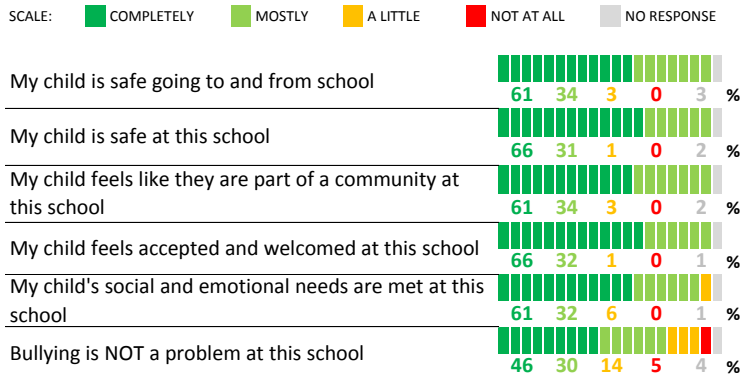 SCALE: COMPLETELY MOSTLY A LITTLE NOT AT ALL NO RESPONSE
My child is safe going to and from school
61 34 3 0 3 %
My child is safe at this school
66 31 1 0 2 %
My child feels like they are part of a community at
this school
61 34 3 0 2 %
My child feels accepted and welcomed at this school
66 32 1 0 1 %
My child's social and emotional needs are met at this
school
61 32 6 0 1 %
Bullying is NOT a problem at this school
46 30 14 5 4 %